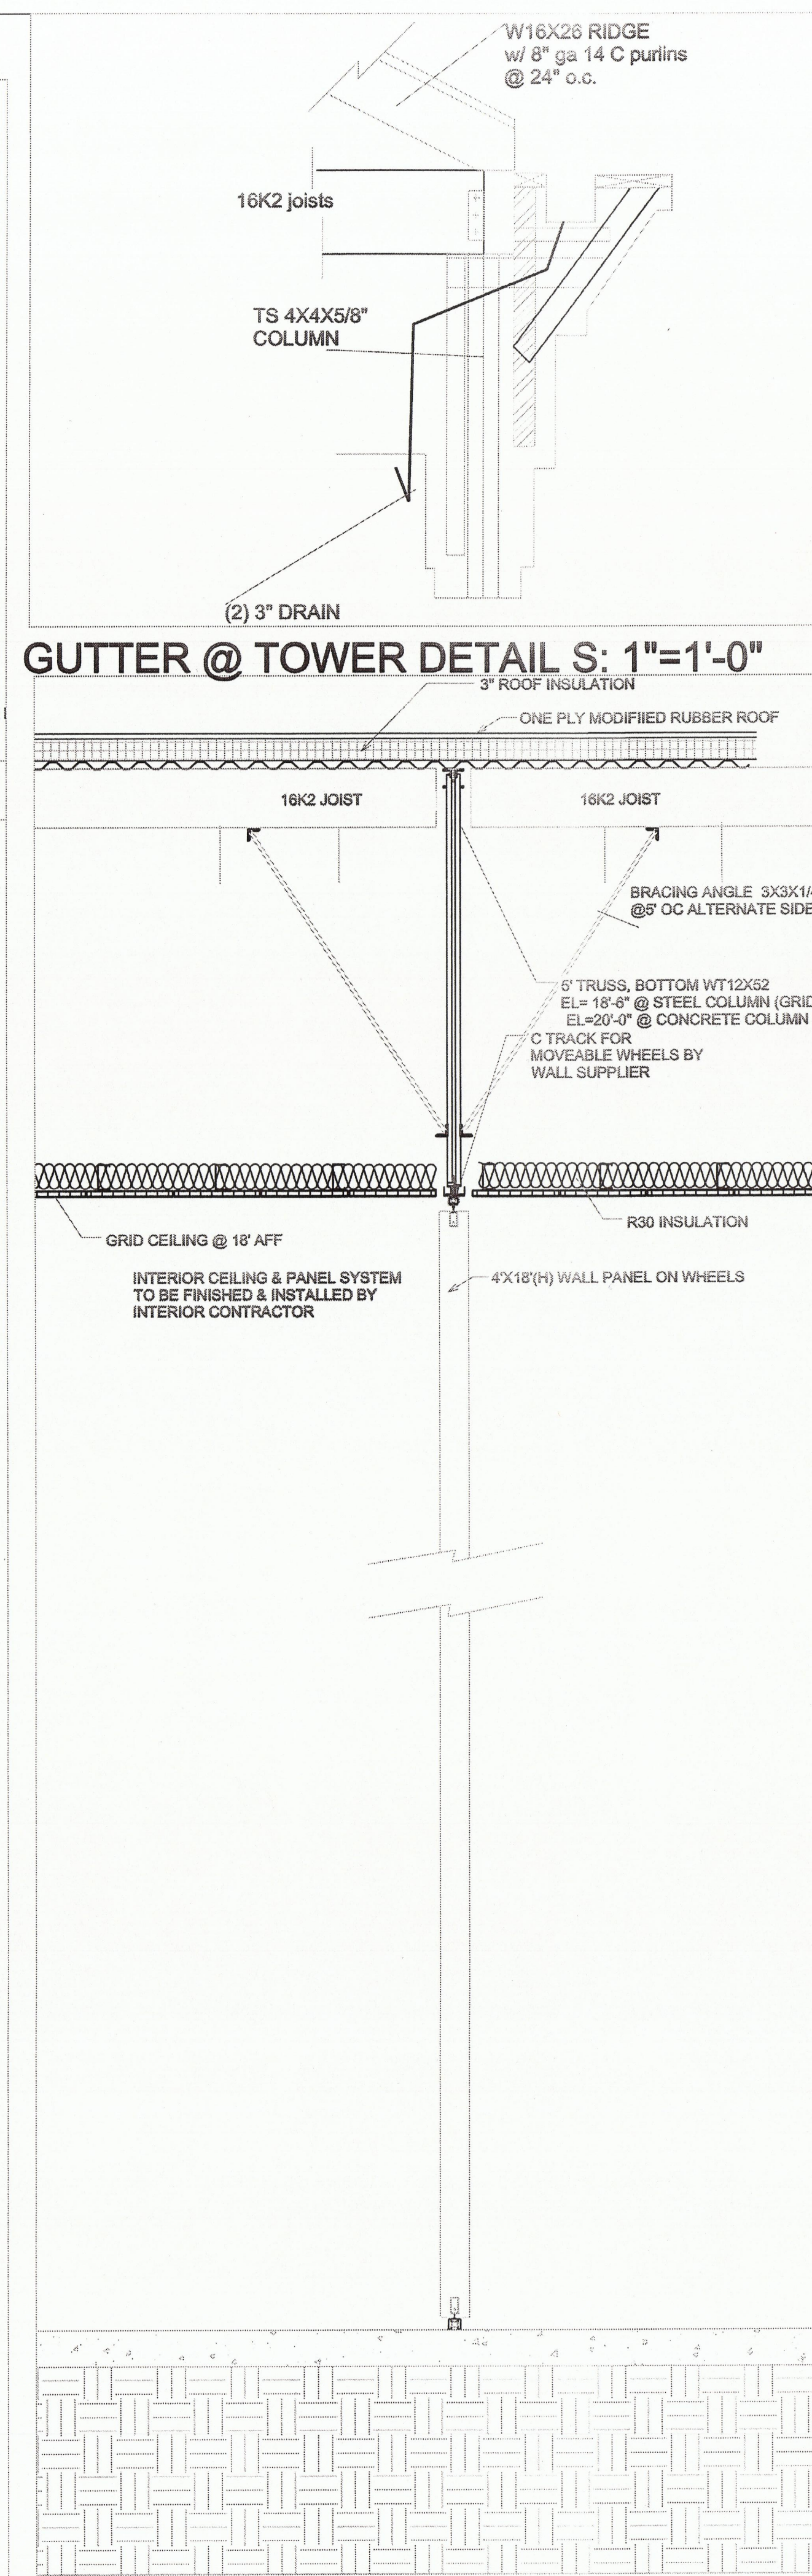 W16X26 RIDGE
w/ 8" ga 14 C purlins
@ 24" o.c.
16K2 joists
TS 4X4X5/8"
COLUMN
(2) 3" DRAIN
GUTTER @ TOWER DETAIL S: 1"=1'-0"
3" ROOF INSULATION
ONE PLY MODIFIIED RUBBER ROOF
16K2 JOIST
16K2 JOIST
BRACING ANGLE 3X3X1/
@5' OC ALTERNATE SIDE
5' TRUSS, BOTTOM WT12X52
EL= 18'-6" @ STEEL COLUMN (GRID
EL=20'-0" @ CONCRETE COLUMN
C TRACK FOR
MOVEABLE WHEELS BY
WALL SUPPLIER
R30 INSULATION
GRID CEILING @ 18' AFF
INTERIOR CEILING & PANEL SYSTEM
TO BE FINISHED & INSTALLED BY
INTERIOR CONTRACTOR
4'X18'(H) WALL PANEL ON WHEELS